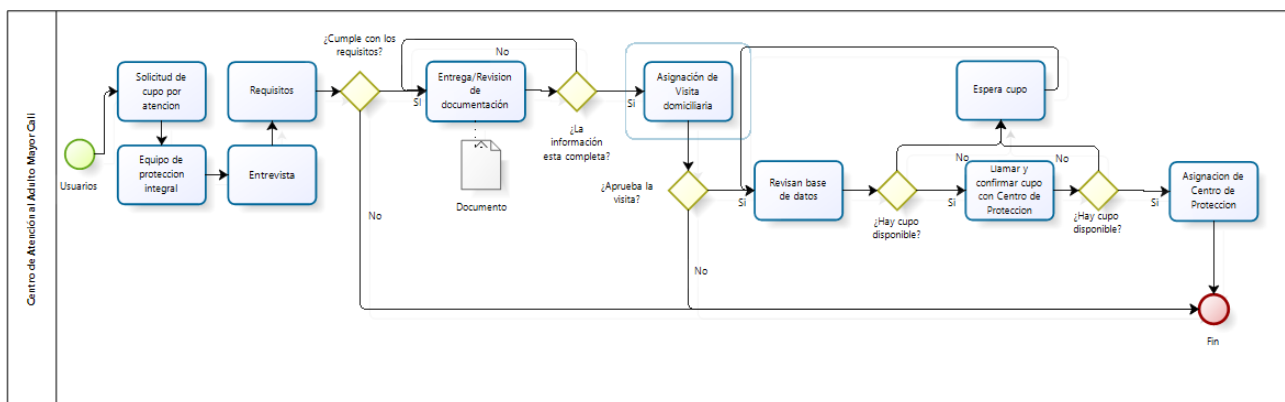 Centro de Atención al Adulto Mayor Cali
Usuarios
Solicitud de
cupo por
atencion
Equipo de
proteccion
integral
Entrevista
Requisitos
¿Cumple con los
requisitos?
Si
No
Entrega/Revision
de
documentación
Documento
No
¿La
información
esta completa?
Si
Asignación de
Visita
domiciliaria
¿Aprueba la
visita?
Si
No
Revisan base
de datos
¿Hay cupo
disponible?
No
Si
Espera cupo
Llamar y
confirmar cupo
con Centro de
Proteccion
No
¿Hay cupo
disponible?
Si
Asignacion de
Centro de
Proteccion
Fin